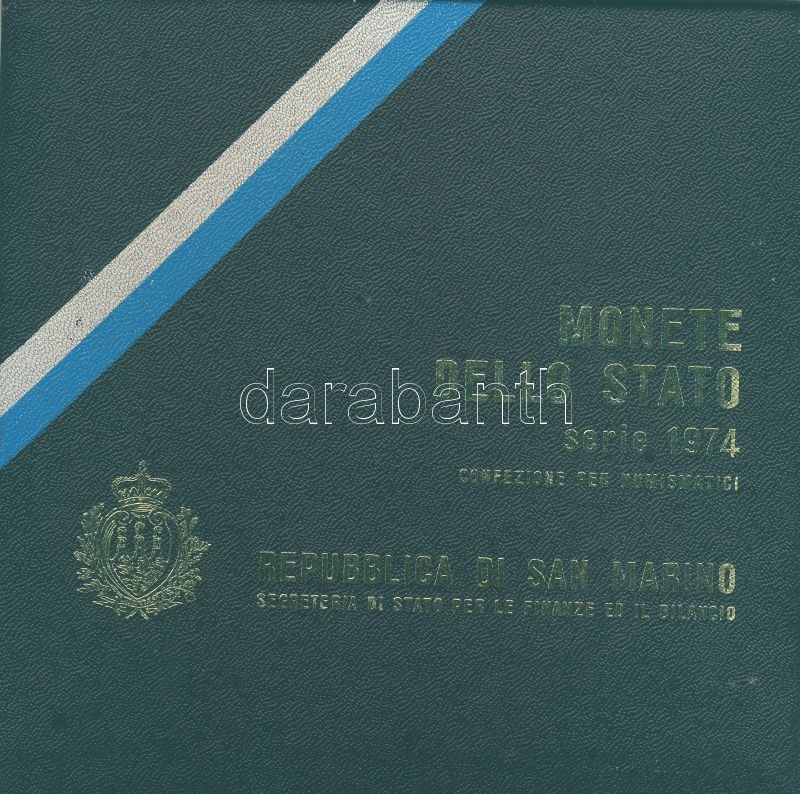 MONETE
DELLO STATO
serie 1974
CONFEZIONE PER NUMISMATICI
REPUBBLICA DI SAN MARINO
SEGRETERIA DI STATO PER LE FINANZE ED IL BILANCIO
darabanth